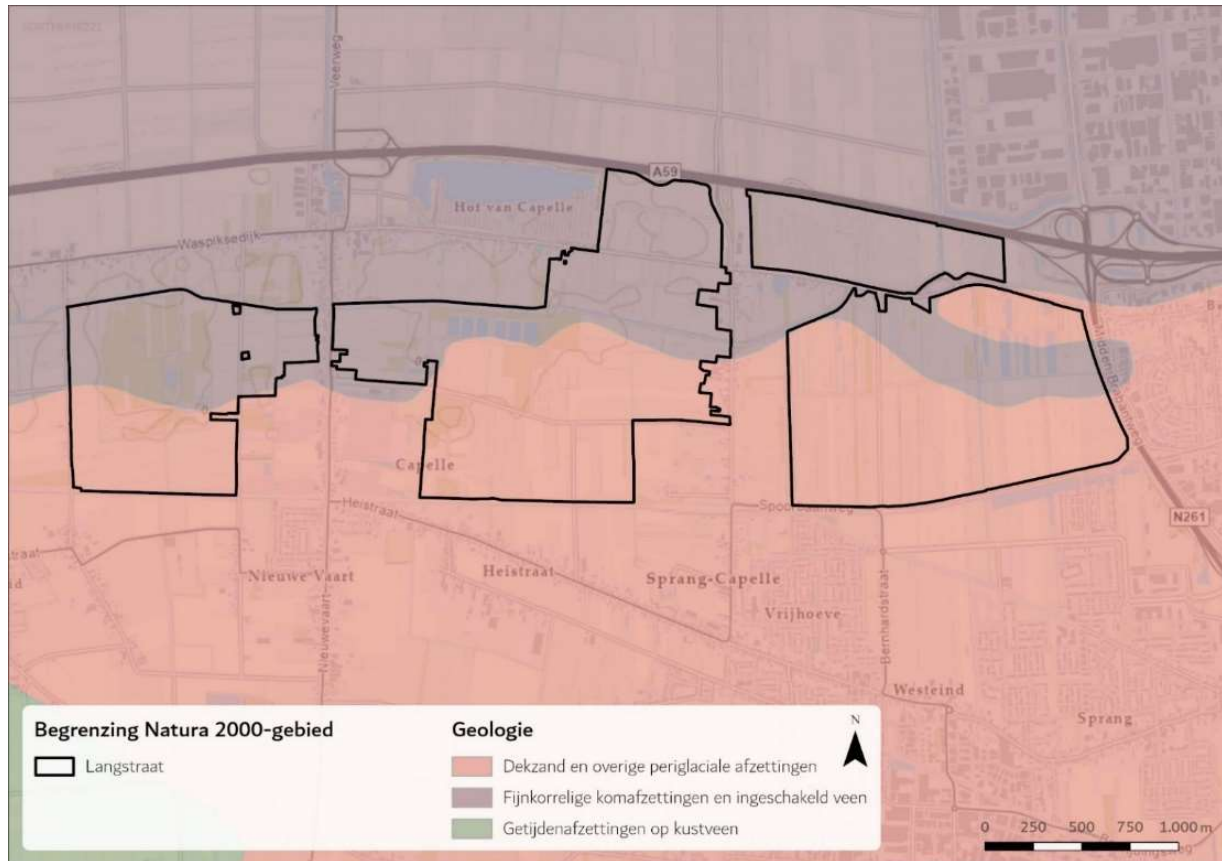 Veerweg
A59
Hof van Capelle
Waspiksedijk
Midden-Brabantweg
Capelle
Heistraat
Spoorbaanweg
N261
Nieuwe Vaart
Heistraat
Sprang-Capelle
Vrijhoeve
Bernhardstraat
Nieuwevaart
Westeind
Sprang
Begrenzing Natura 2000-gebied
Langstraat
Geologie
Dekzand en overige periglaciale afzettingen
Fijnkorrelige komafzettingen en ingeschakeld veen
Getijdenafzettingen op kustveen
N
0 250 500 750 1.000 m